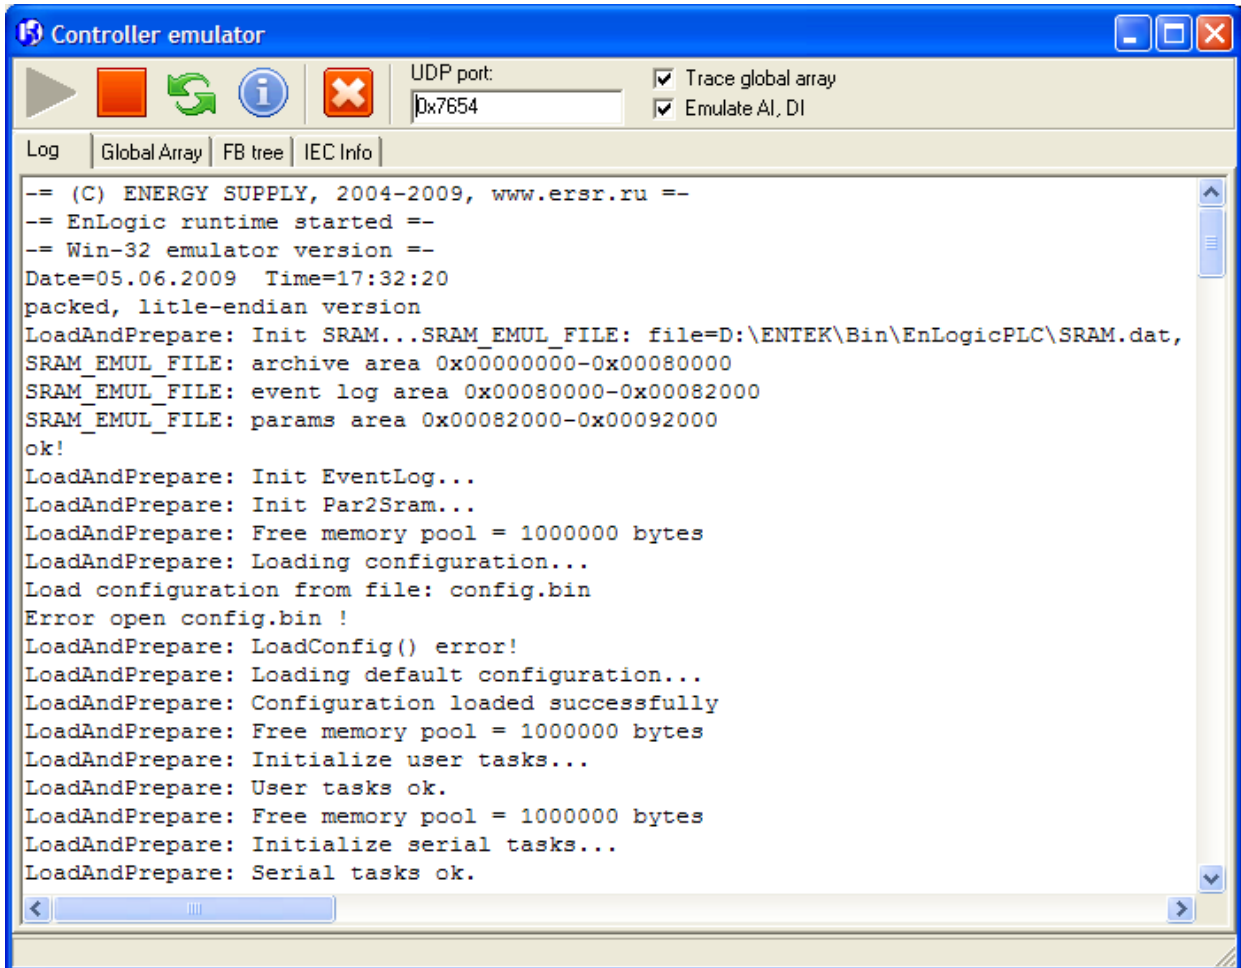 Controller emulator
UDP port:
0x7654
Trace global array
Emulate AI, DI
Log
Global Array
FB tree
IEC Info
-= (C) ENERGY SUPPLY, 2004-2009, www.ersr.ru =-
-= EnLogic runtime started =-
-= Win-32 emulator version =-
Date=05.06.2009  Time=17:32:20
packed, litle-endian version
LoadAndPrepare: Init SRAM...SRAM_EMUL_FILE: file=D:\ENTEK\Bin\EnLogicPLC\SRAM.dat,
SRAM_EMUL_FILE: archive area 0x00000000-0x00080000
SRAM_EMUL_FILE: event log area 0x00080000-0x00082000
SRAM_EMUL_FILE: params area 0x00082000-0x00092000
ok!
LoadAndPrepare: Init EventLog...
LoadAndPrepare: Init Par2Sram...
LoadAndPrepare: Free memory pool = 1000000 bytes
LoadAndPrepare: Loading configuration...
Load configuration from file: config.bin
Error open config.bin !
LoadAndPrepare: LoadConfig() error!
LoadAndPrepare: Loading default configuration...
LoadAndPrepare: Configuration loaded successfully
LoadAndPrepare: Free memory pool = 1000000 bytes
LoadAndPrepare: Initialize user tasks...
LoadAndPrepare: User tasks ok.
LoadAndPrepare: Free memory pool = 1000000 bytes
LoadAndPrepare: Initialize serial tasks...
LoadAndPrepare: Serial tasks ok.